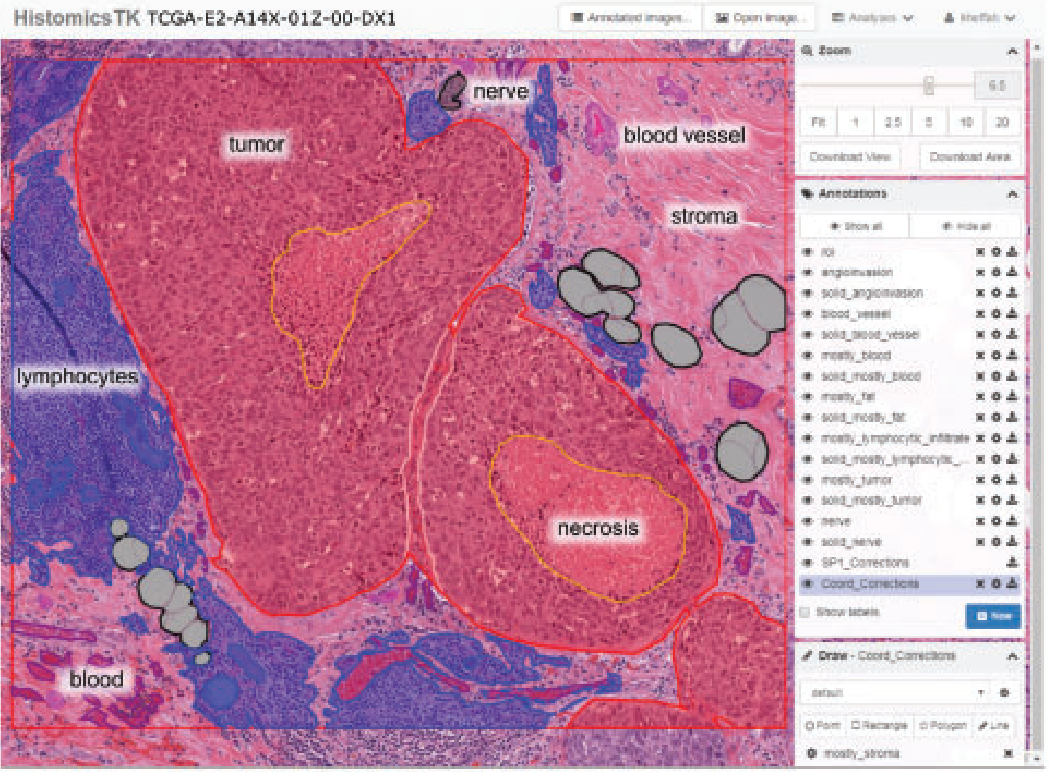 HistomicsTK TCGA-E2-A14X-01Z-00-DX1
Annotated Images...
Open image...
Analyses
nerve
tumor
blood vessel
stroma
lymphocytes
necrosis
blood
Zoom
6.5
Fit 1 2.5 5 10 20
Download View Download Area
Annotations
Show all Hide all
roi
angioinvasion
solid_angioinvasion
blood_vessel
solid_blood_vessel
mostly_blood
solid_mostly_blood
mostly_fat
solid_mostly_fat
mostly_lymphocytic_infiltrate
solid_mostly_lymphocytic_...
mostly_tumor
solid_mostly_tumor
nerve
solid_nerve
SP1_Corrections
Coord_Corrections
Show labels
New
Draw - Coord_Corrections
default
Point Rectangle Polygon Line
mostly_stroma